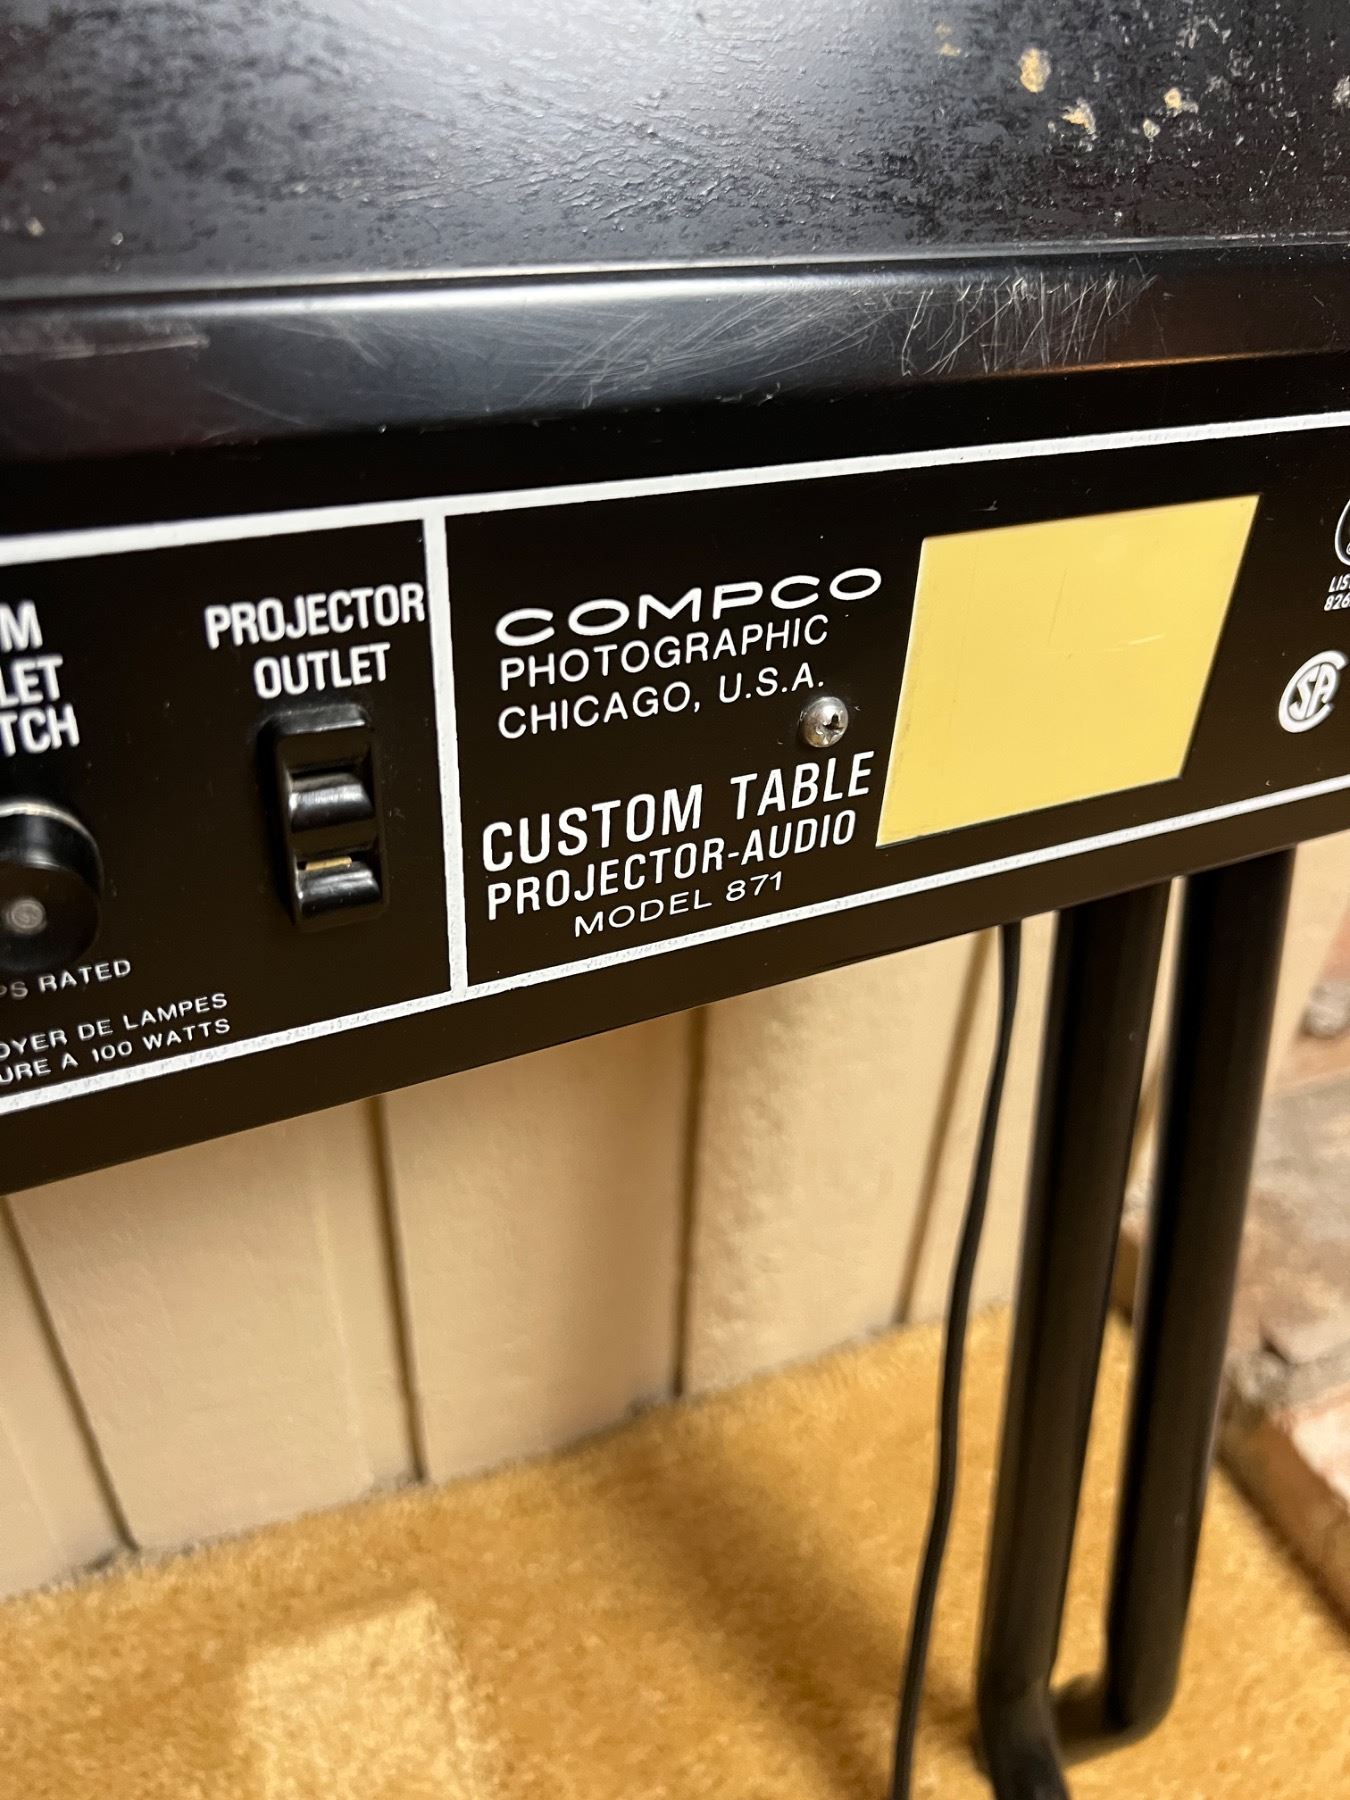 PROJECTOR
OUTLET
RATED
DE LAMPES
A 100 WATTS
COMPCO
PHOTOGRAPHIC
CHICAGO, U.S.A.
CUSTOM TABLE
PROJECTOR-AUDIO
MODEL 871